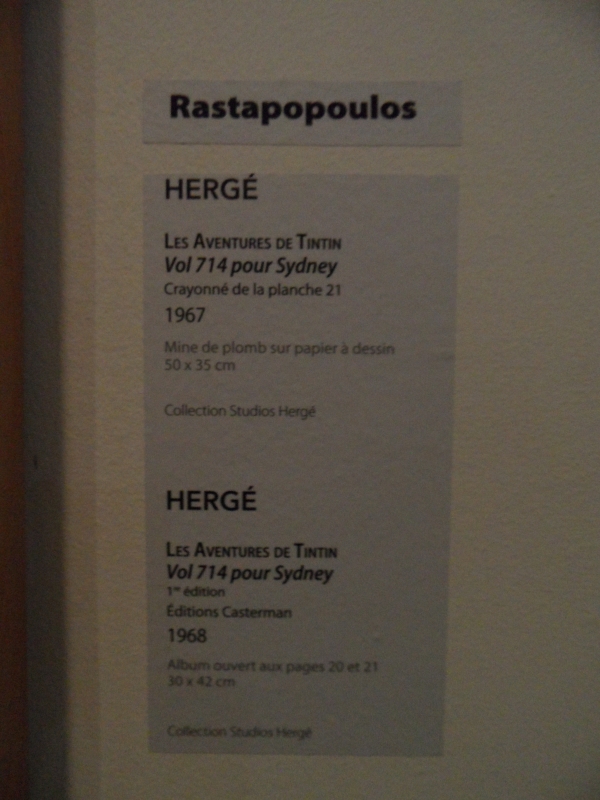 Rastapopoulos
HERGÉ
LES AVENTURES DE TINTIN
Vol 714 pour Sydney
Crayonné de la planche 21
1967
Mine de plomb sur papier à dessin
50 x 35 cm
Collection Studios Hergé
HERGÉ
LES AVENTURES DE TINTIN
Vol 714 pour Sydney
1re édition
Éditions Casterman
1968
Album ouvert aux pages 20 et 21
30 x 42 cm
Collection Studios Hergé